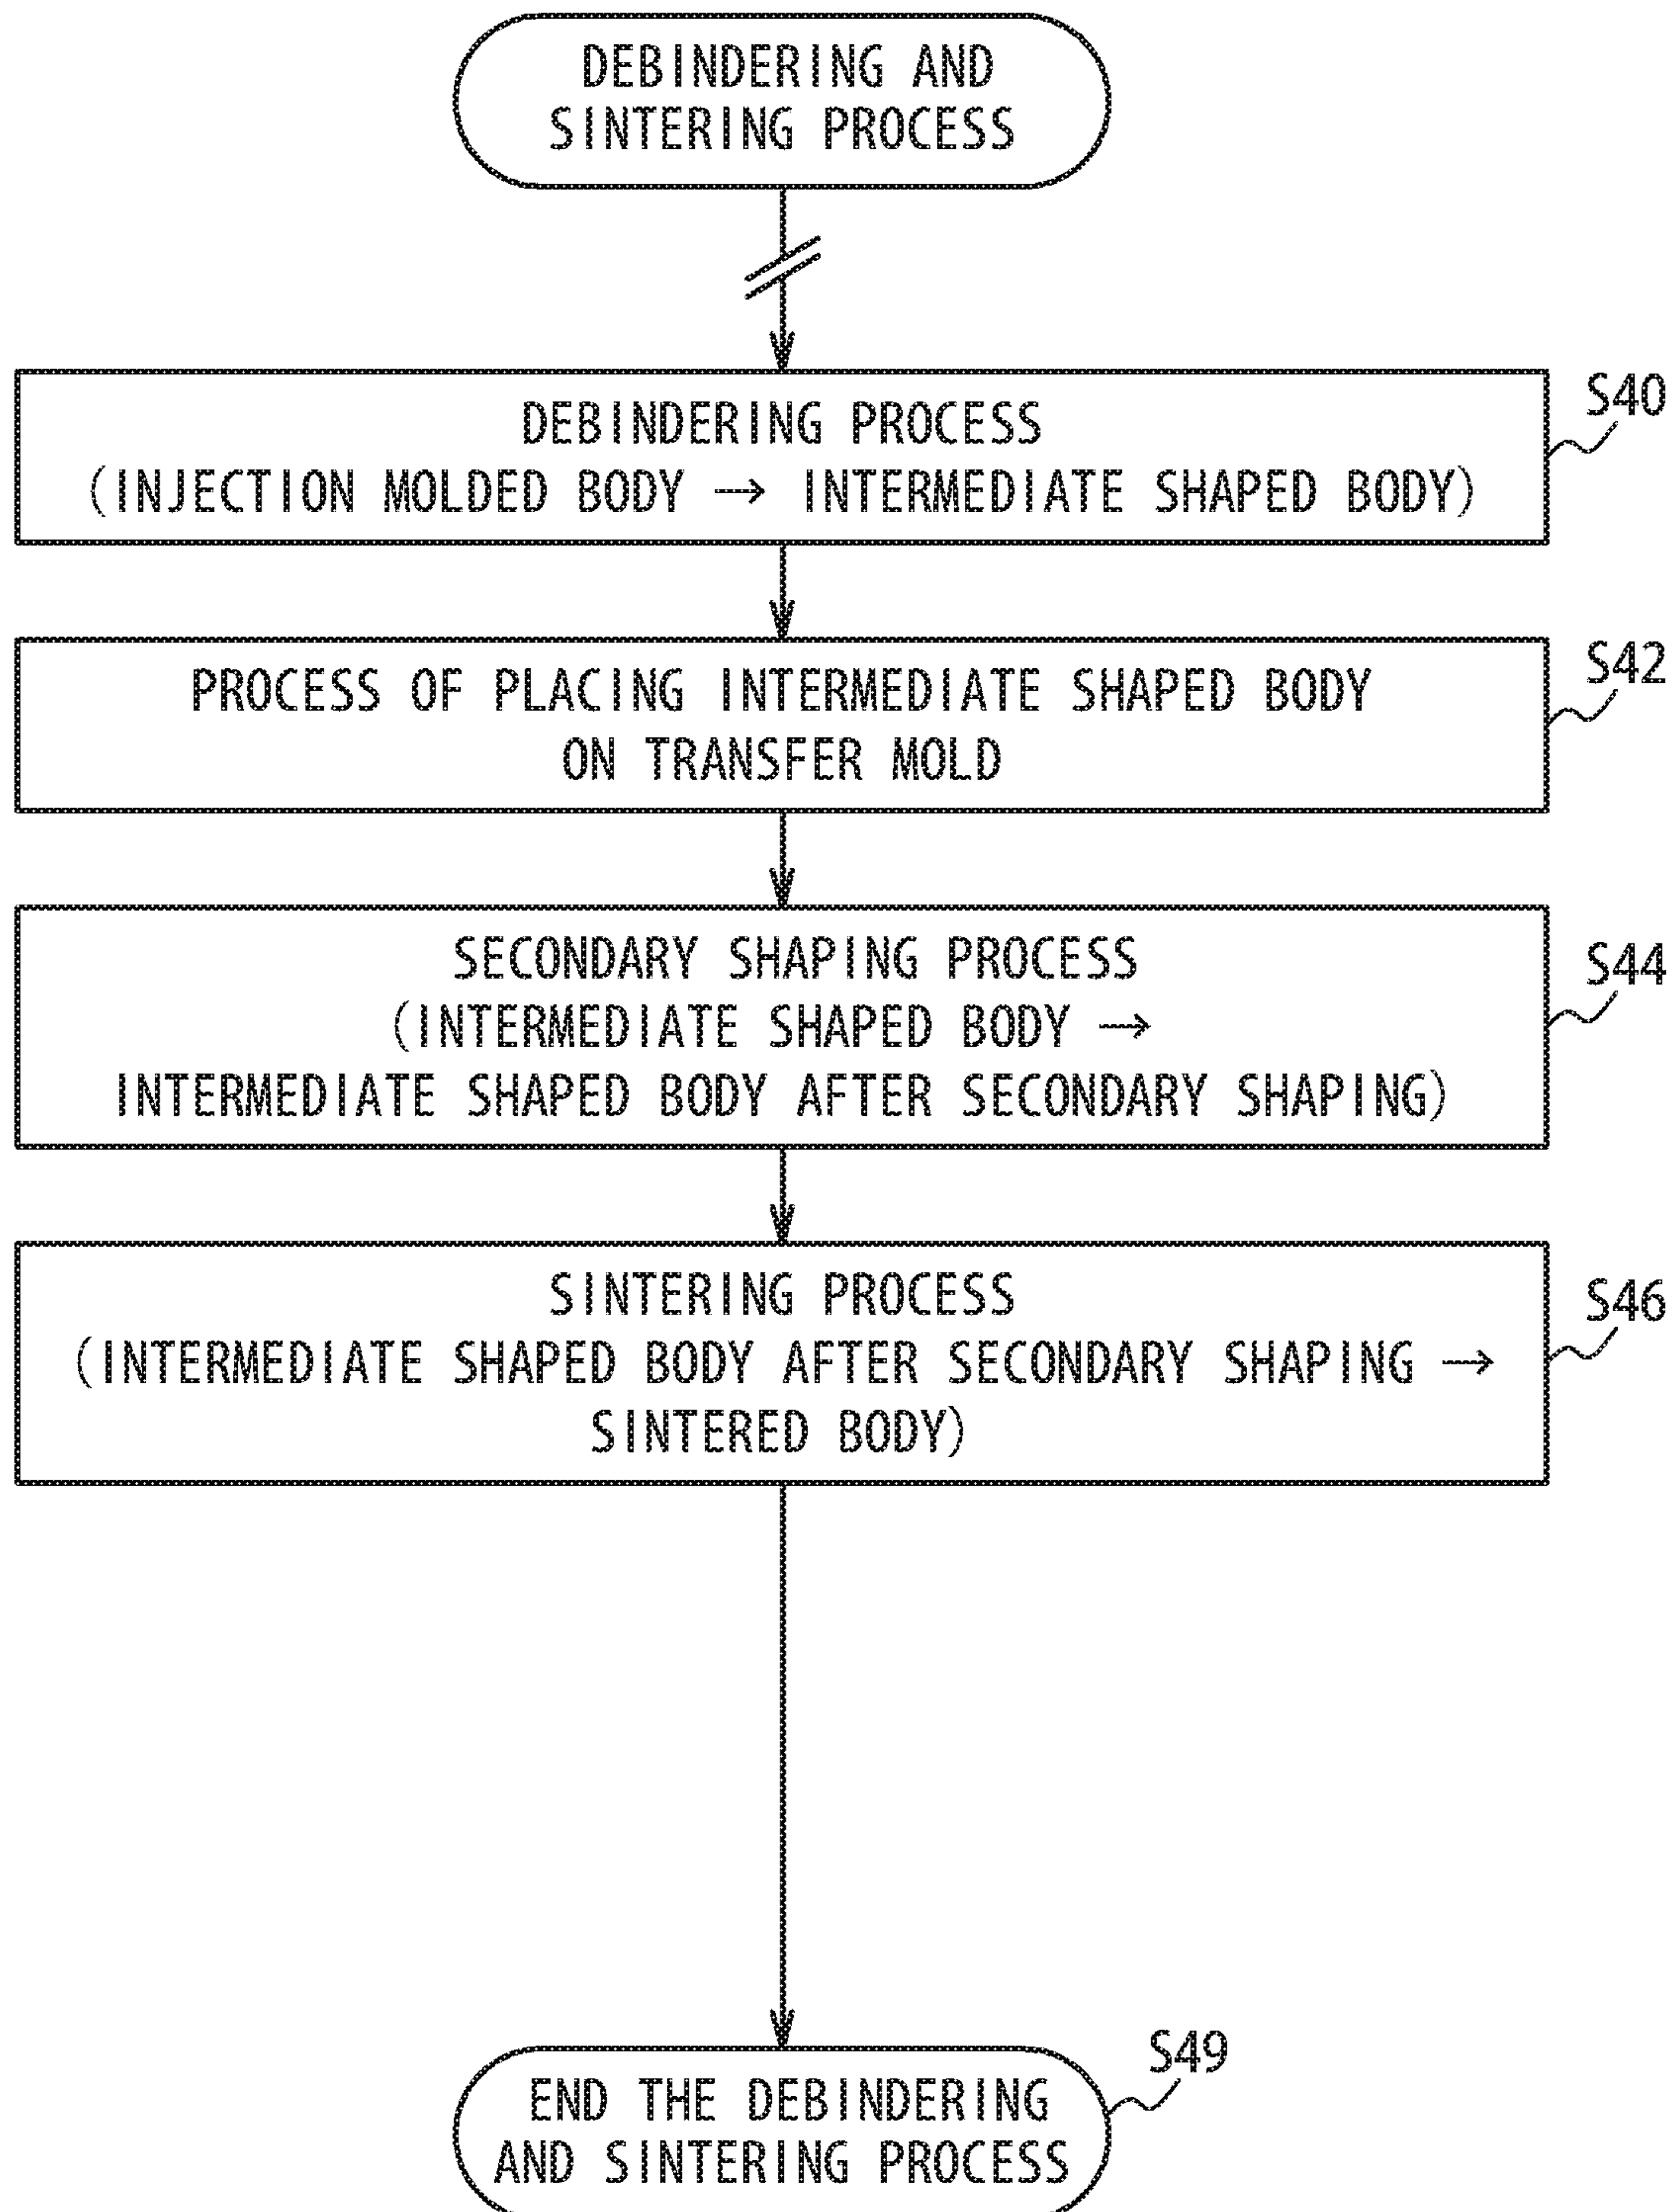 DEBINDERING AND
SINTERING PROCESS
DEBINDERING PROCESS
(INJECTION MOLDED BODY → INTERMEDIATE SHAPED BODY)
S40
PROCESS OF PLACING INTERMEDIATE SHAPED BODY
ON TRANSFER MOLD
S42
SECONDARY SHAPING PROCESS
(INTERMEDIATE SHAPED BODY →
INTERMEDIATE SHAPED BODY AFTER SECONDARY SHAPING)
S44
SINTERING PROCESS
(INTERMEDIATE SHAPED BODY AFTER SECONDARY SHAPING →
SINTERED BODY)
S46
END THE DEBINDERING
AND SINTERING PROCESS
S49